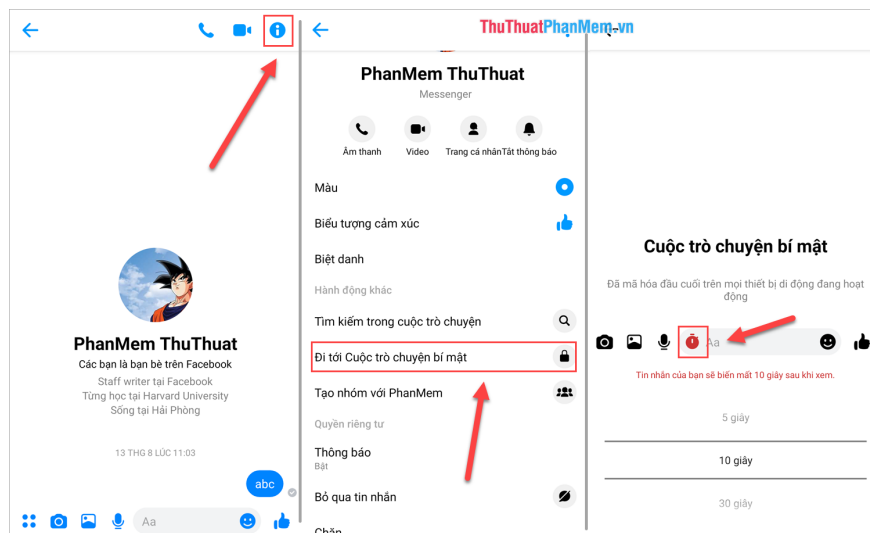 ThuThuatPhanMem.vn
PhanMem ThuThuat
Các bạn là bạn bè trên Facebook
Staff writer tại Facebook
Từng học tại Harvard University
Sống tại Hải Phòng
13 THG 8 LÚC 11:03
abc
Aa
PhanMem ThuThuat
Messenger
Âm thanh
Video
Trang cá nhân
Tắt thông báo
Màu
Biểu tượng cảm xúc
Biệt danh
Hành động khác
Tìm kiếm trong cuộc trò chuyện
Đi tới Cuộc trò chuyện bí mật
Tạo nhóm với PhanMem
Quyền riêng tư
Thông báo
Bật
Bỏ qua tin nhắn
Chặn
Cuộc trò chuyện bí mật
Đã mã hóa đầu cuối trên mọi thiết bị di động đang hoạt
động
Aa
Tin nhắn của bạn sẽ biến mất 10 giây sau khi xem.
5 giây
10 giây
30 giây